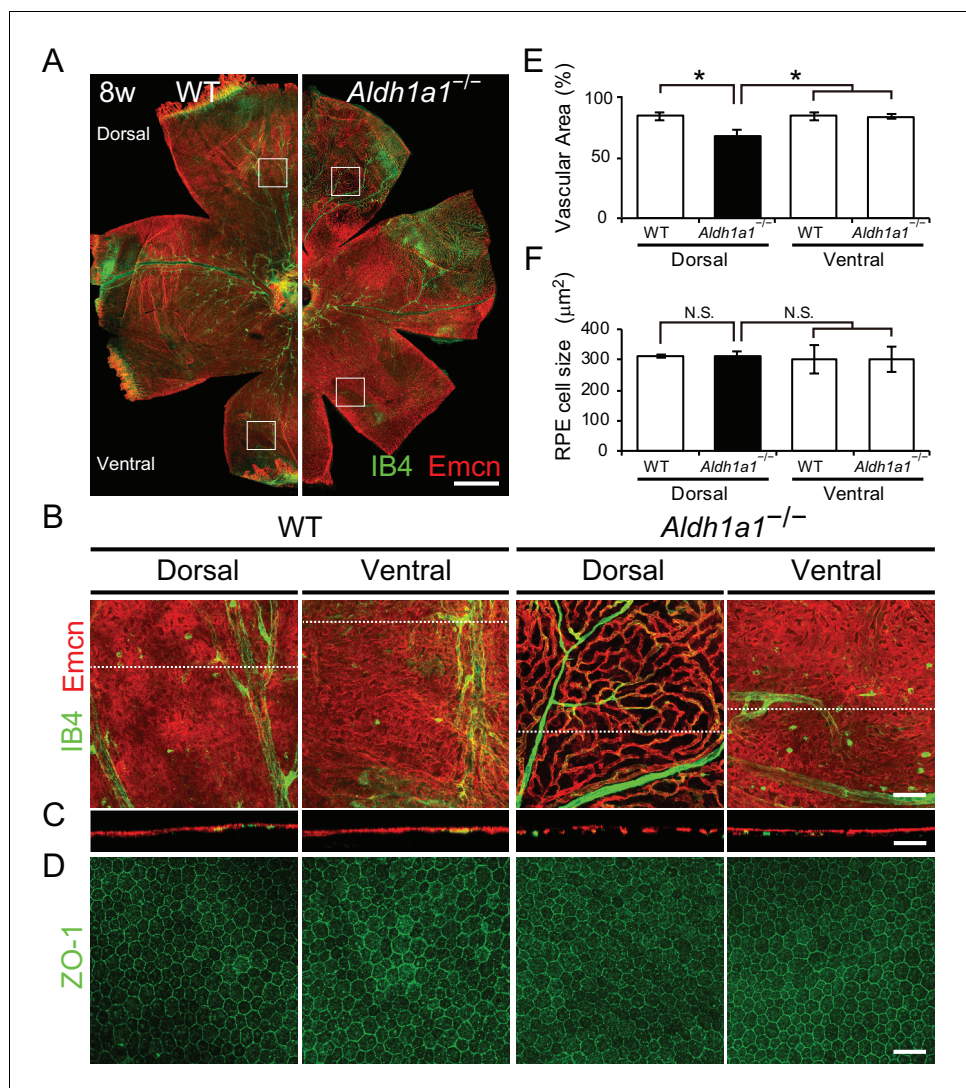 A
8w WT
Aldh1a1−/−
Dorsal
Ventral
IB4 Emcn
E
Vascular Area (%)
100
50
0
*
*
WT
Aldh1a1−/−
WT
Aldh1a1−/−
Dorsal
Ventral
F
RPE cell size (μm²)
400
300
200
100
0
N.S.
N.S.
WT
Aldh1a1−/−
WT
Aldh1a1−/−
Dorsal
Ventral
B
WT
Aldh1a1−/−
Dorsal
Ventral
Dorsal
Ventral
IB4 Emcn
C
D
ZO-1